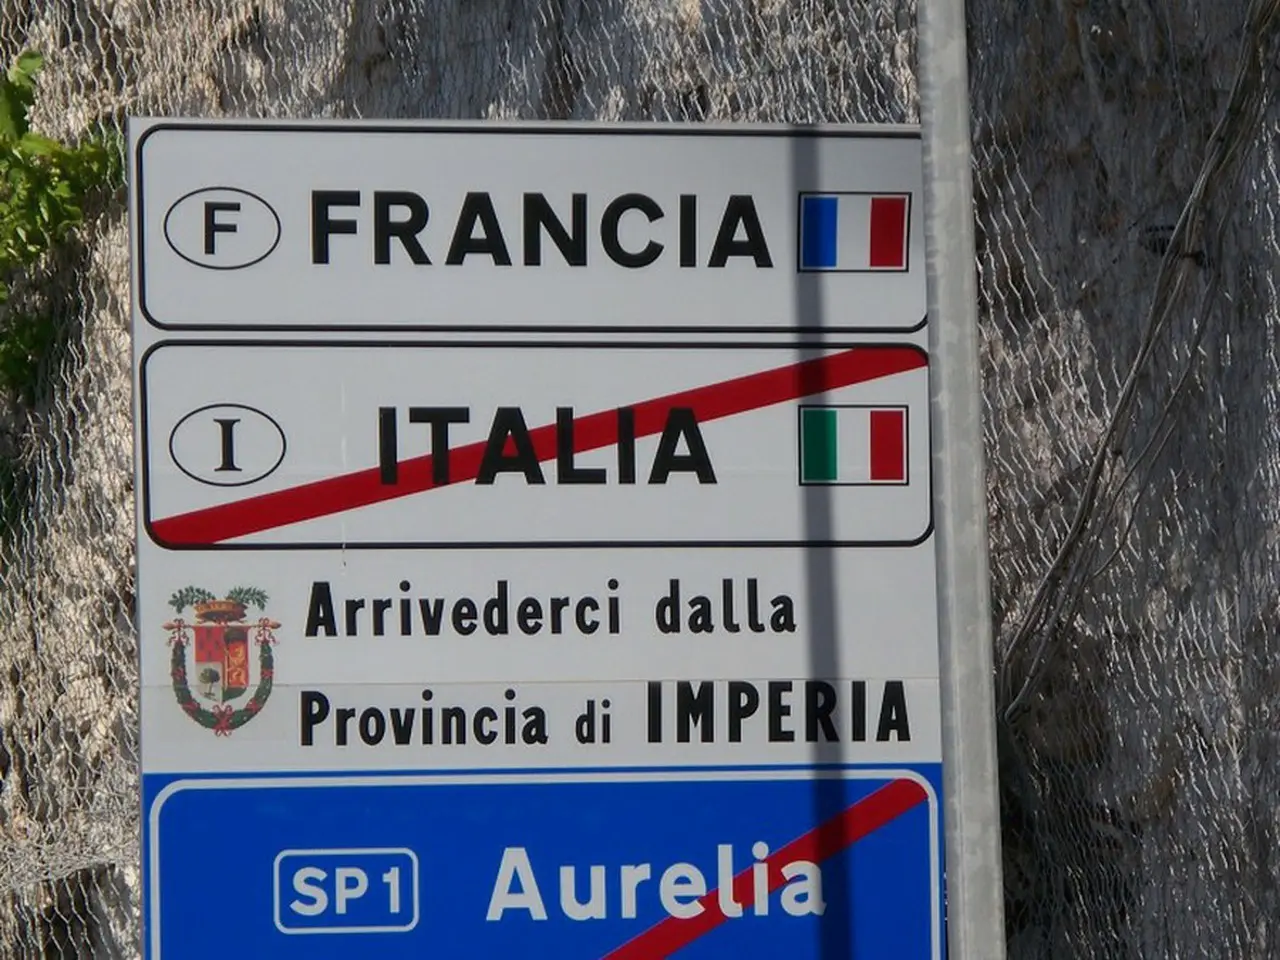 F FRANCIA
I ITALIA
Arrivederci dalla
Provincia di IMPERIA
SP1 Aurelia